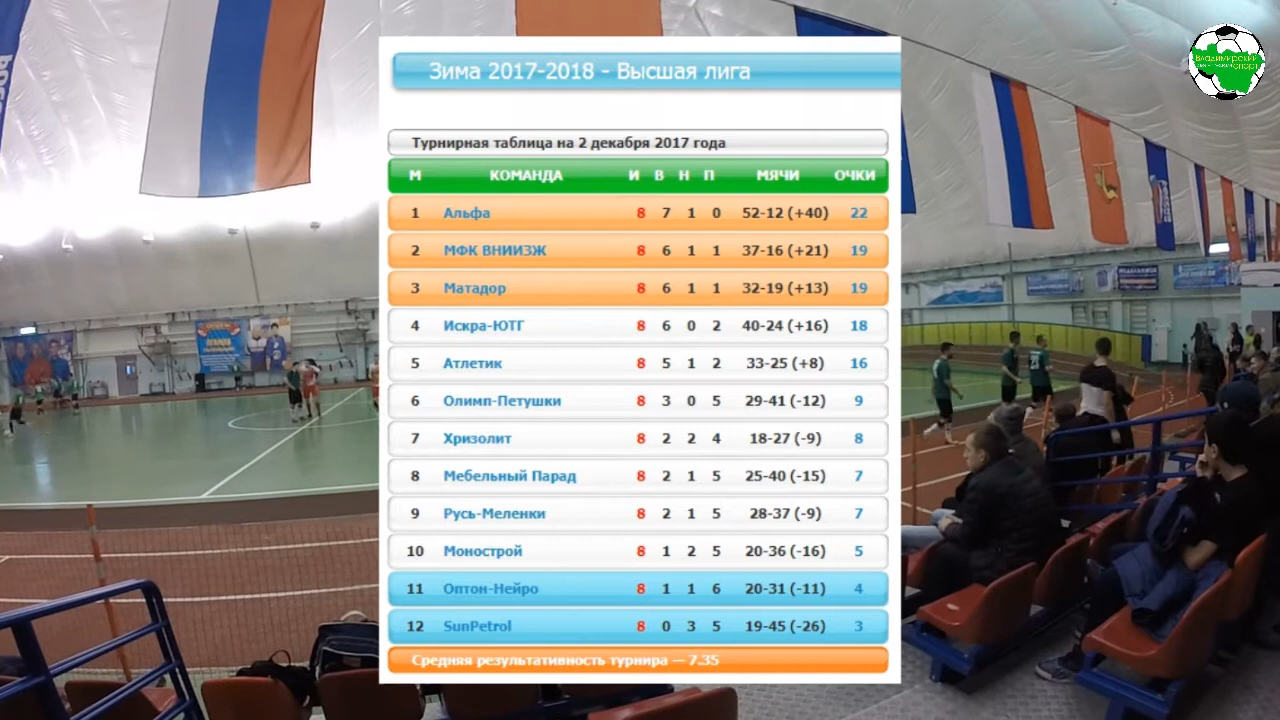 Зима 2017-2018 - Высшая лига
Турнирная таблица на 2 декабря 2017 года
М КОМАНДА И В Н П МЯЧИ ОЧКИ
1 Альфа 8 7 1 0 52-12 (+40) 22
2 МФК ВНИИЗЖ 8 6 1 1 37-16 (+21) 19
3 Матадор 8 6 1 1 32-19 (+13) 19
4 Искра-ЮТГ 8 6 0 2 40-24 (+16) 18
5 Атлетик 8 5 1 2 33-25 (+8) 16
6 Олимп-Петушки 8 3 0 5 29-41 (-12) 9
7 Хризолит 8 2 2 4 18-27 (-9) 8
8 Мебельный Парад 8 2 1 5 25-40 (-15) 7
9 Русь-Меленки 8 2 1 5 28-37 (-9) 7
10 Монострой 8 1 2 5 20-36 (-16) 5
11 Оптон-Нейро 8 1 1 6 20-31 (-11) 4
12 SunPetrol 8 0 3 5 19-45 (-26) 3
Средняя результативность турнира — 7.35
Владимирский
спорт